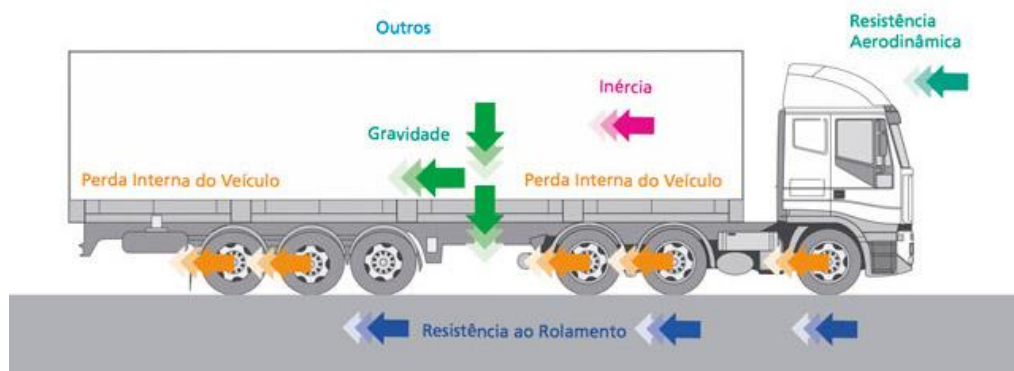 Outros
Resistência
Aerodinâmica
Inércia
Gravidade
Perda Interna do Veículo
Perda Interna do Veículo
Resistência ao Rolamento